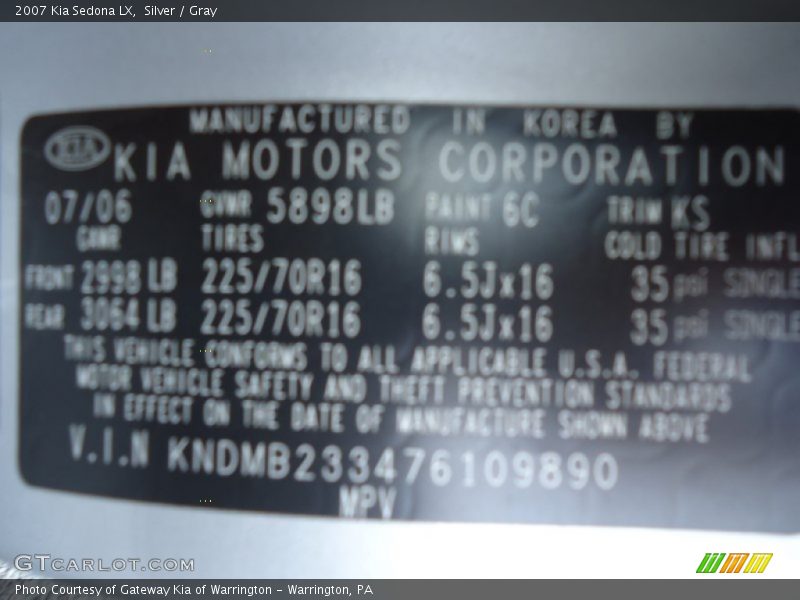 2007 Kia Sedona LX, Silver / Gray
MANUFACTURED IN KOREA BY
KIA KIA MOTORS CORPORATION
07/06 GVWR 5898LB PAINT 6C TRIM KS
GAWR TIRES RIMS COLD TIRE INFL
FRONT 2998 LB 225/70R16 6.5Jx16 35 psi SINGLE
REAR 3064 LB 225/70R16 6.5Jx16 35 psi SINGLE
THIS VEHICLE CONFORMS TO ALL APPLICABLE U.S.A. FEDERAL
MOTOR VEHICLE SAFETY AND THEFT PREVENTION STANDARDS
IN EFFECT ON THE DATE OF MANUFACTURE SHOWN ABOVE
V.I.N KNDMB233476109890
MPV
GTCARLOT.COM
Photo Courtesy of Gateway Kia of Warrington - Warrington, PA